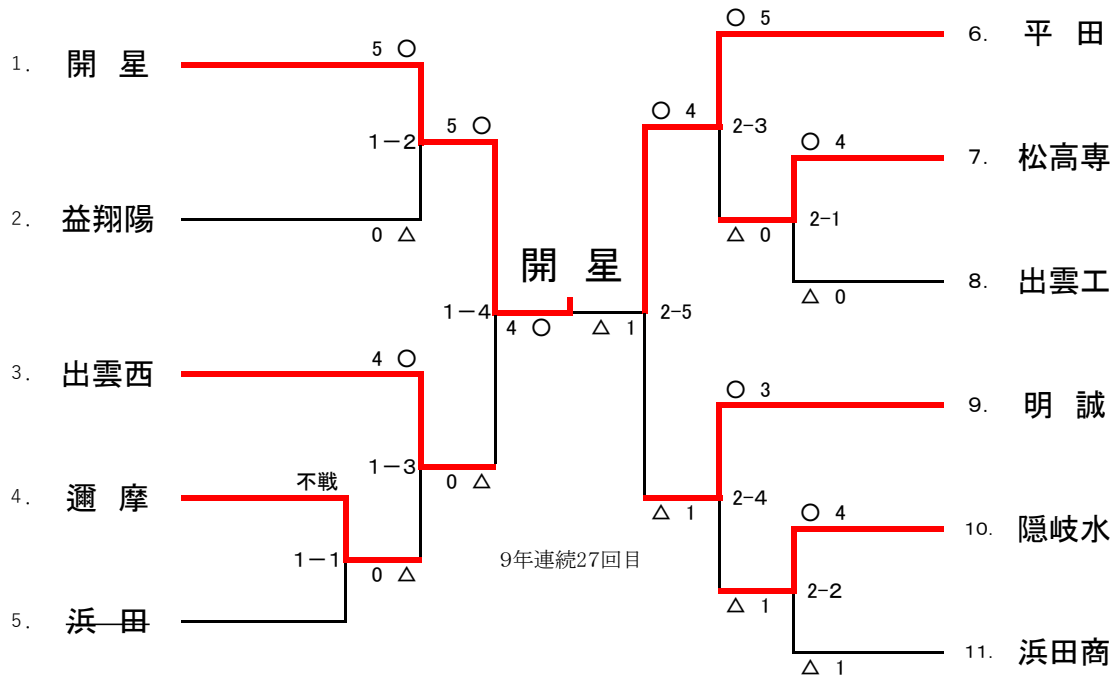 1. 開 星
5 ○
1－2
2. 益翔陽
0 △
5 ○
1－4
3. 出雲西
4 ○
1－3
0 △
4. 邇 摩
不戦
1－1
0 △
5. 浜 田
開 星
4 ○
△ 1
9年連続27回目
○ 5
6. 平 田
○ 4
2-3
○ 4
7. 松高専
2-1
△ 0
8. 出雲工
△ 0
2-5
○ 3
9. 明 誠
2-4
△ 1
○ 4
10. 隠岐水
2-2
△ 1
11. 浜田商
△ 1